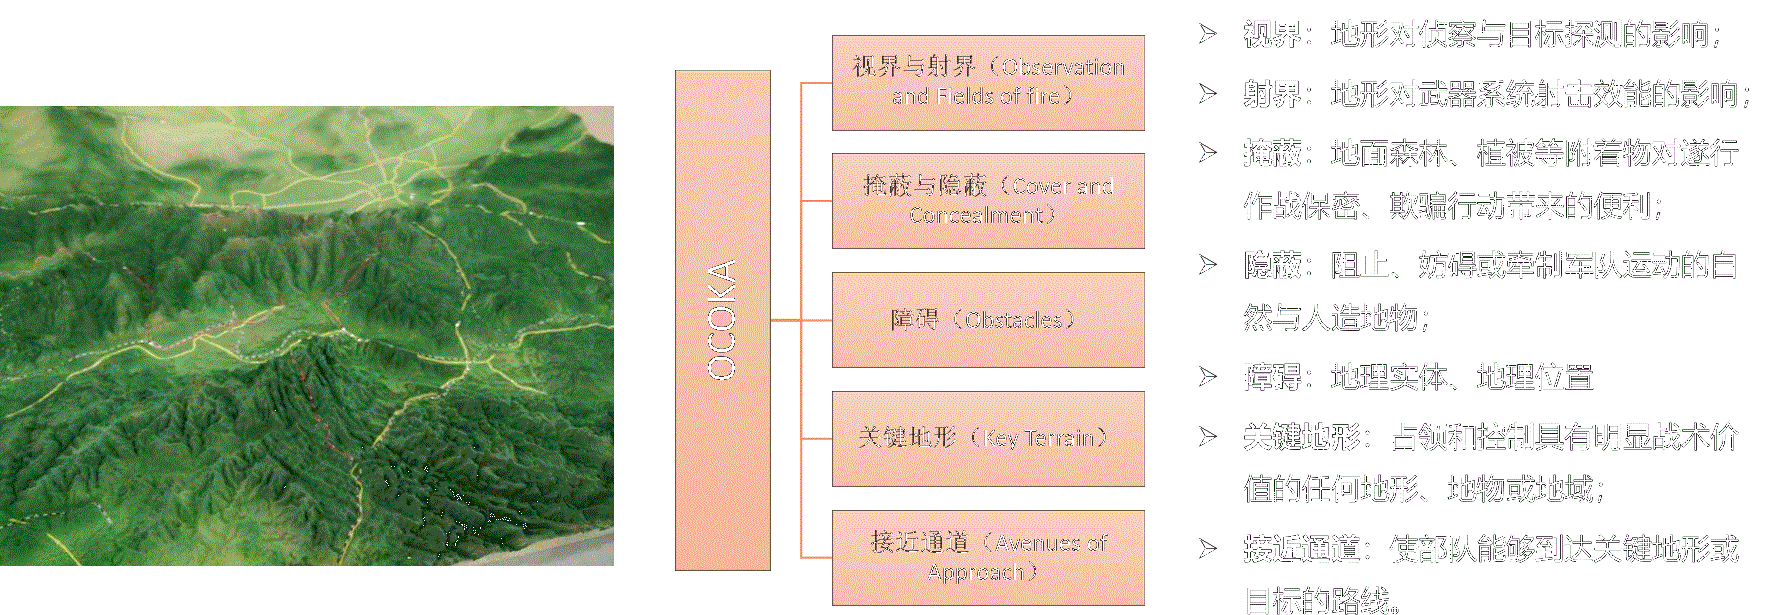 OCOKA
视界与射界（Observation
and Fields of fire）
掩蔽与隐蔽（Cover and
Concealment）
障碍（Obstacles）
关键地形（Key Terrain）
接近通道（Avenues of
Approach）
视界：地形对侦察与目标探测的影响；
射界：地形对武器系统射击效能的影响；
掩蔽：地面森林、植被等附着物对遂行
作战保密、欺骗行动带来的便利；
隐蔽：阻止、妨碍或牵制军队运动的自
然与人造地物；
障碍：地理实体、地理位置
关键地形：占领和控制具有明显战术价
值的任何地形、地物或地域；
接近通道：使部队能够到达关键地形或
目标的路线。